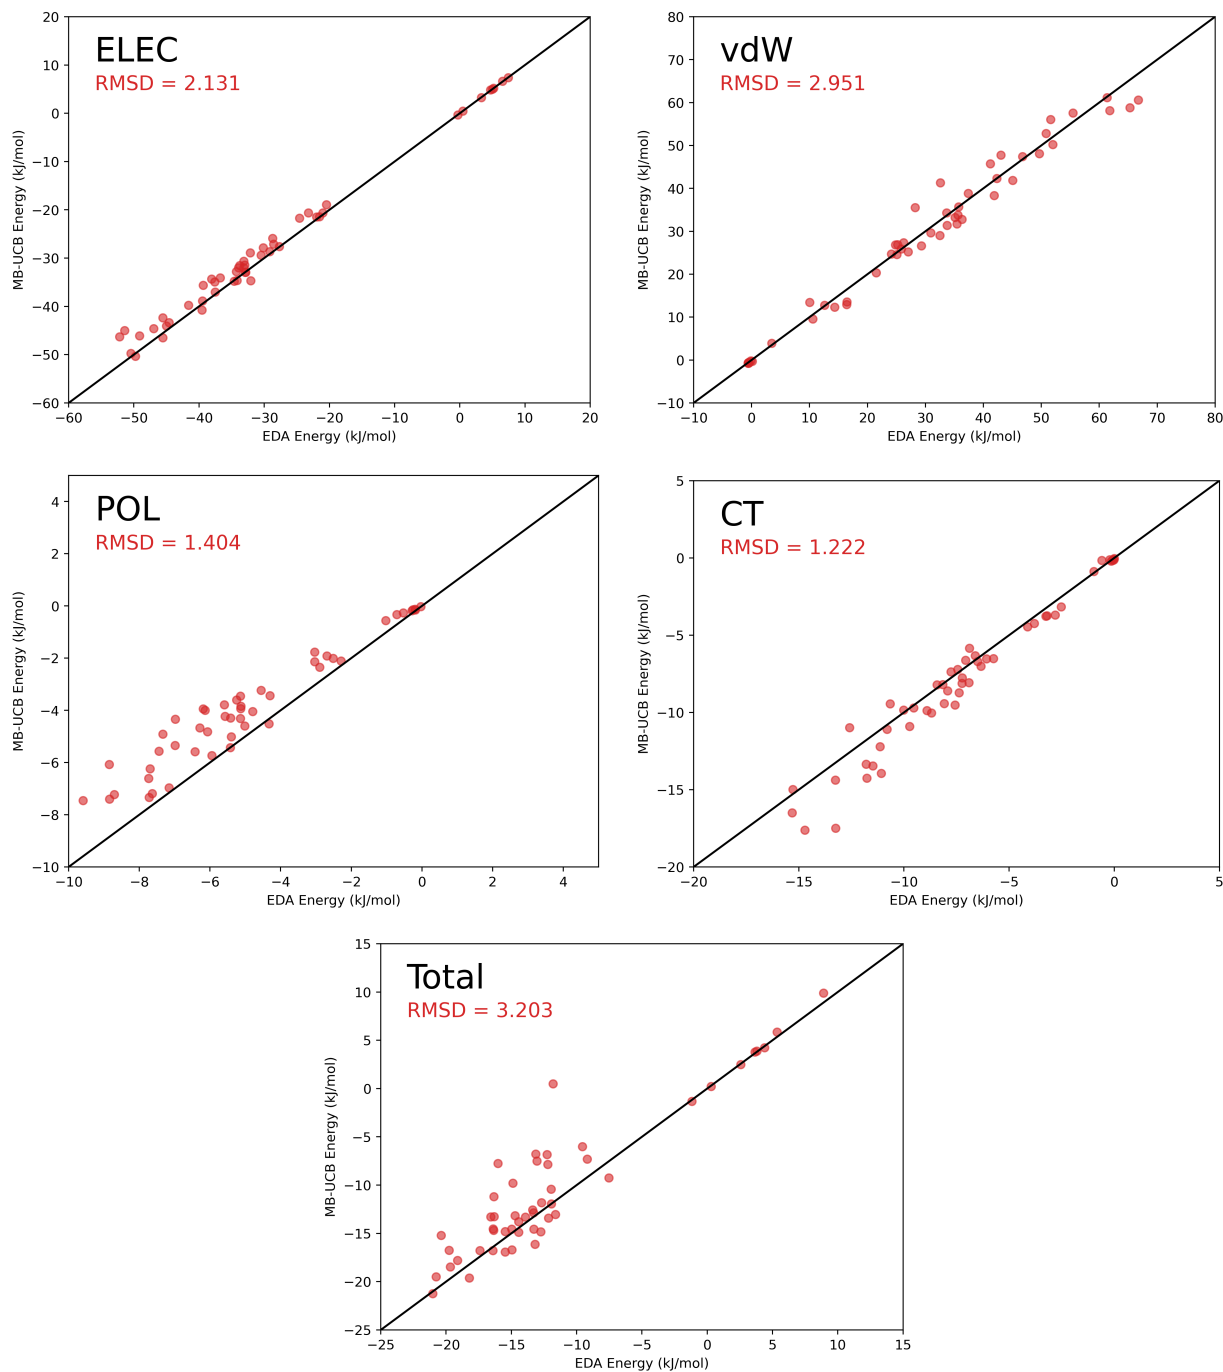 ELEC
RMSD = 2.131
20
10
0
−10
−20
−30
−40
−50
−60
MB-UCB Energy (kJ/mol)
−60 −50 −40 −30 −20 −10 0 10 20
EDA Energy (kJ/mol)
vdW
RMSD = 2.951
80
70
60
50
40
30
20
10
0
−10
MB-UCB Energy (kJ/mol)
−10 0 10 20 30 40 50 60 70 80
EDA Energy (kJ/mol)
POL
RMSD = 1.404
4
2
0
−2
−4
−6
−8
−10
MB-UCB Energy (kJ/mol)
−10 −8 −6 −4 −2 0 2 4
EDA Energy (kJ/mol)
CT
RMSD = 1.222
5
0
−5
−10
−15
−20
MB-UCB Energy (kJ/mol)
−20 −15 −10 −5 0 5
EDA Energy (kJ/mol)
Total
RMSD = 3.203
15
10
5
0
−5
−10
−15
−20
−25
MB-UCB Energy (kJ/mol)
−25 −20 −15 −10 −5 0 5 10 15
EDA Energy (kJ/mol)